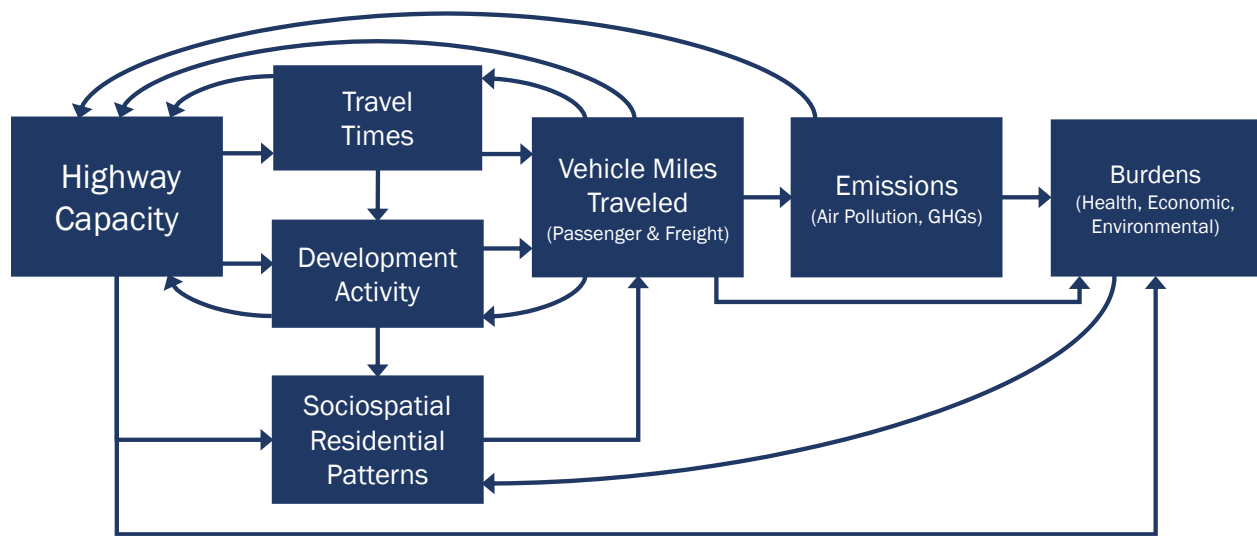 Highway
Capacity
Travel
Times
Development
Activity
Sociospatial
Residential
Patterns
Vehicle Miles
Traveled
(Passenger & Freight)
Emissions
(Air Pollution, GHGs)
Burdens
(Health, Economic,
Environmental)